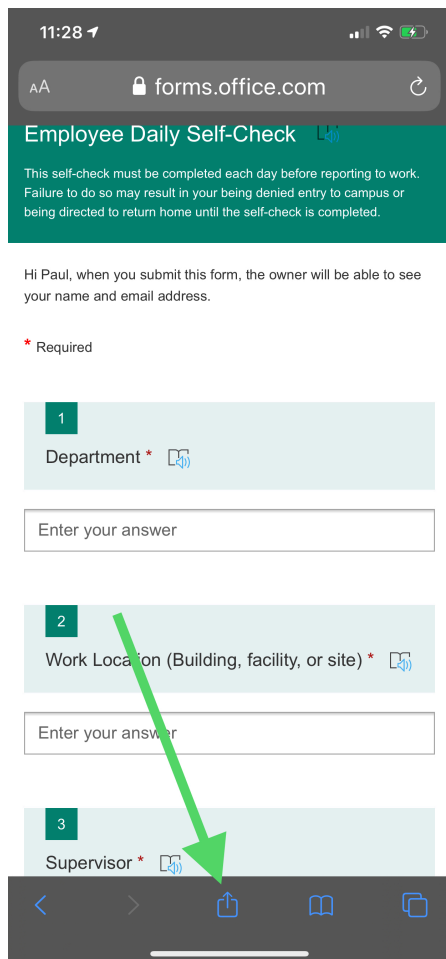 11:28
AA forms.office.com
Employee Daily Self-Check
This self-check must be completed each day before reporting to work.
Failure to do so may result in your being denied entry to campus or
being directed to return home until the self-check is completed.
Hi Paul, when you submit this form, the owner will be able to see
your name and email address.
* Required
1
Department *
Enter your answer
2
Work Location (Building, facility, or site) *
Enter your answer
3
Supervisor *